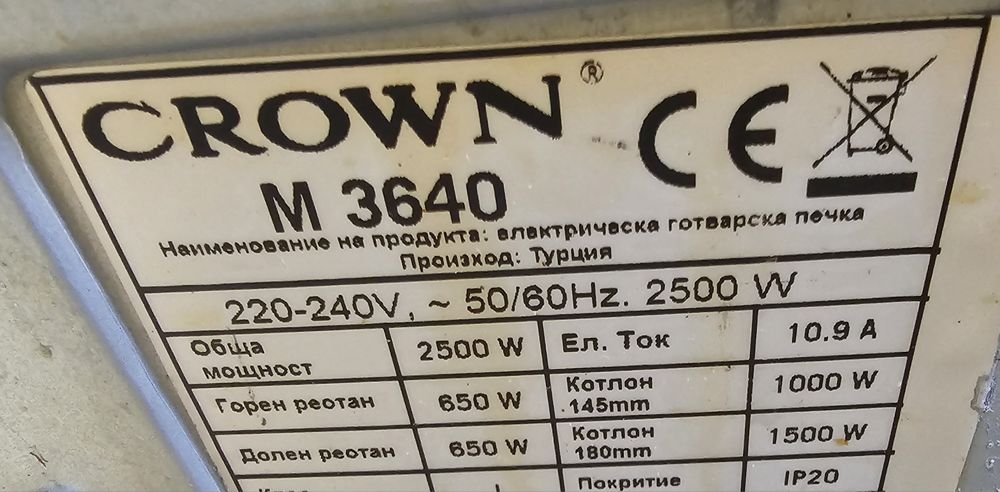 CROWN®
CE
M 3640
Наименование на продукта: електрическа готварска печка
Произход: Турция
220-240V, ~ 50/60Hz. 2500 W
Обща мощност 2500 W Ел. Ток 10.9 A
Горен реотан 650 W Котлон 145mm 1000 W
Долен реотан 650 W Котлон 180mm 1500 W
Покритие IP20